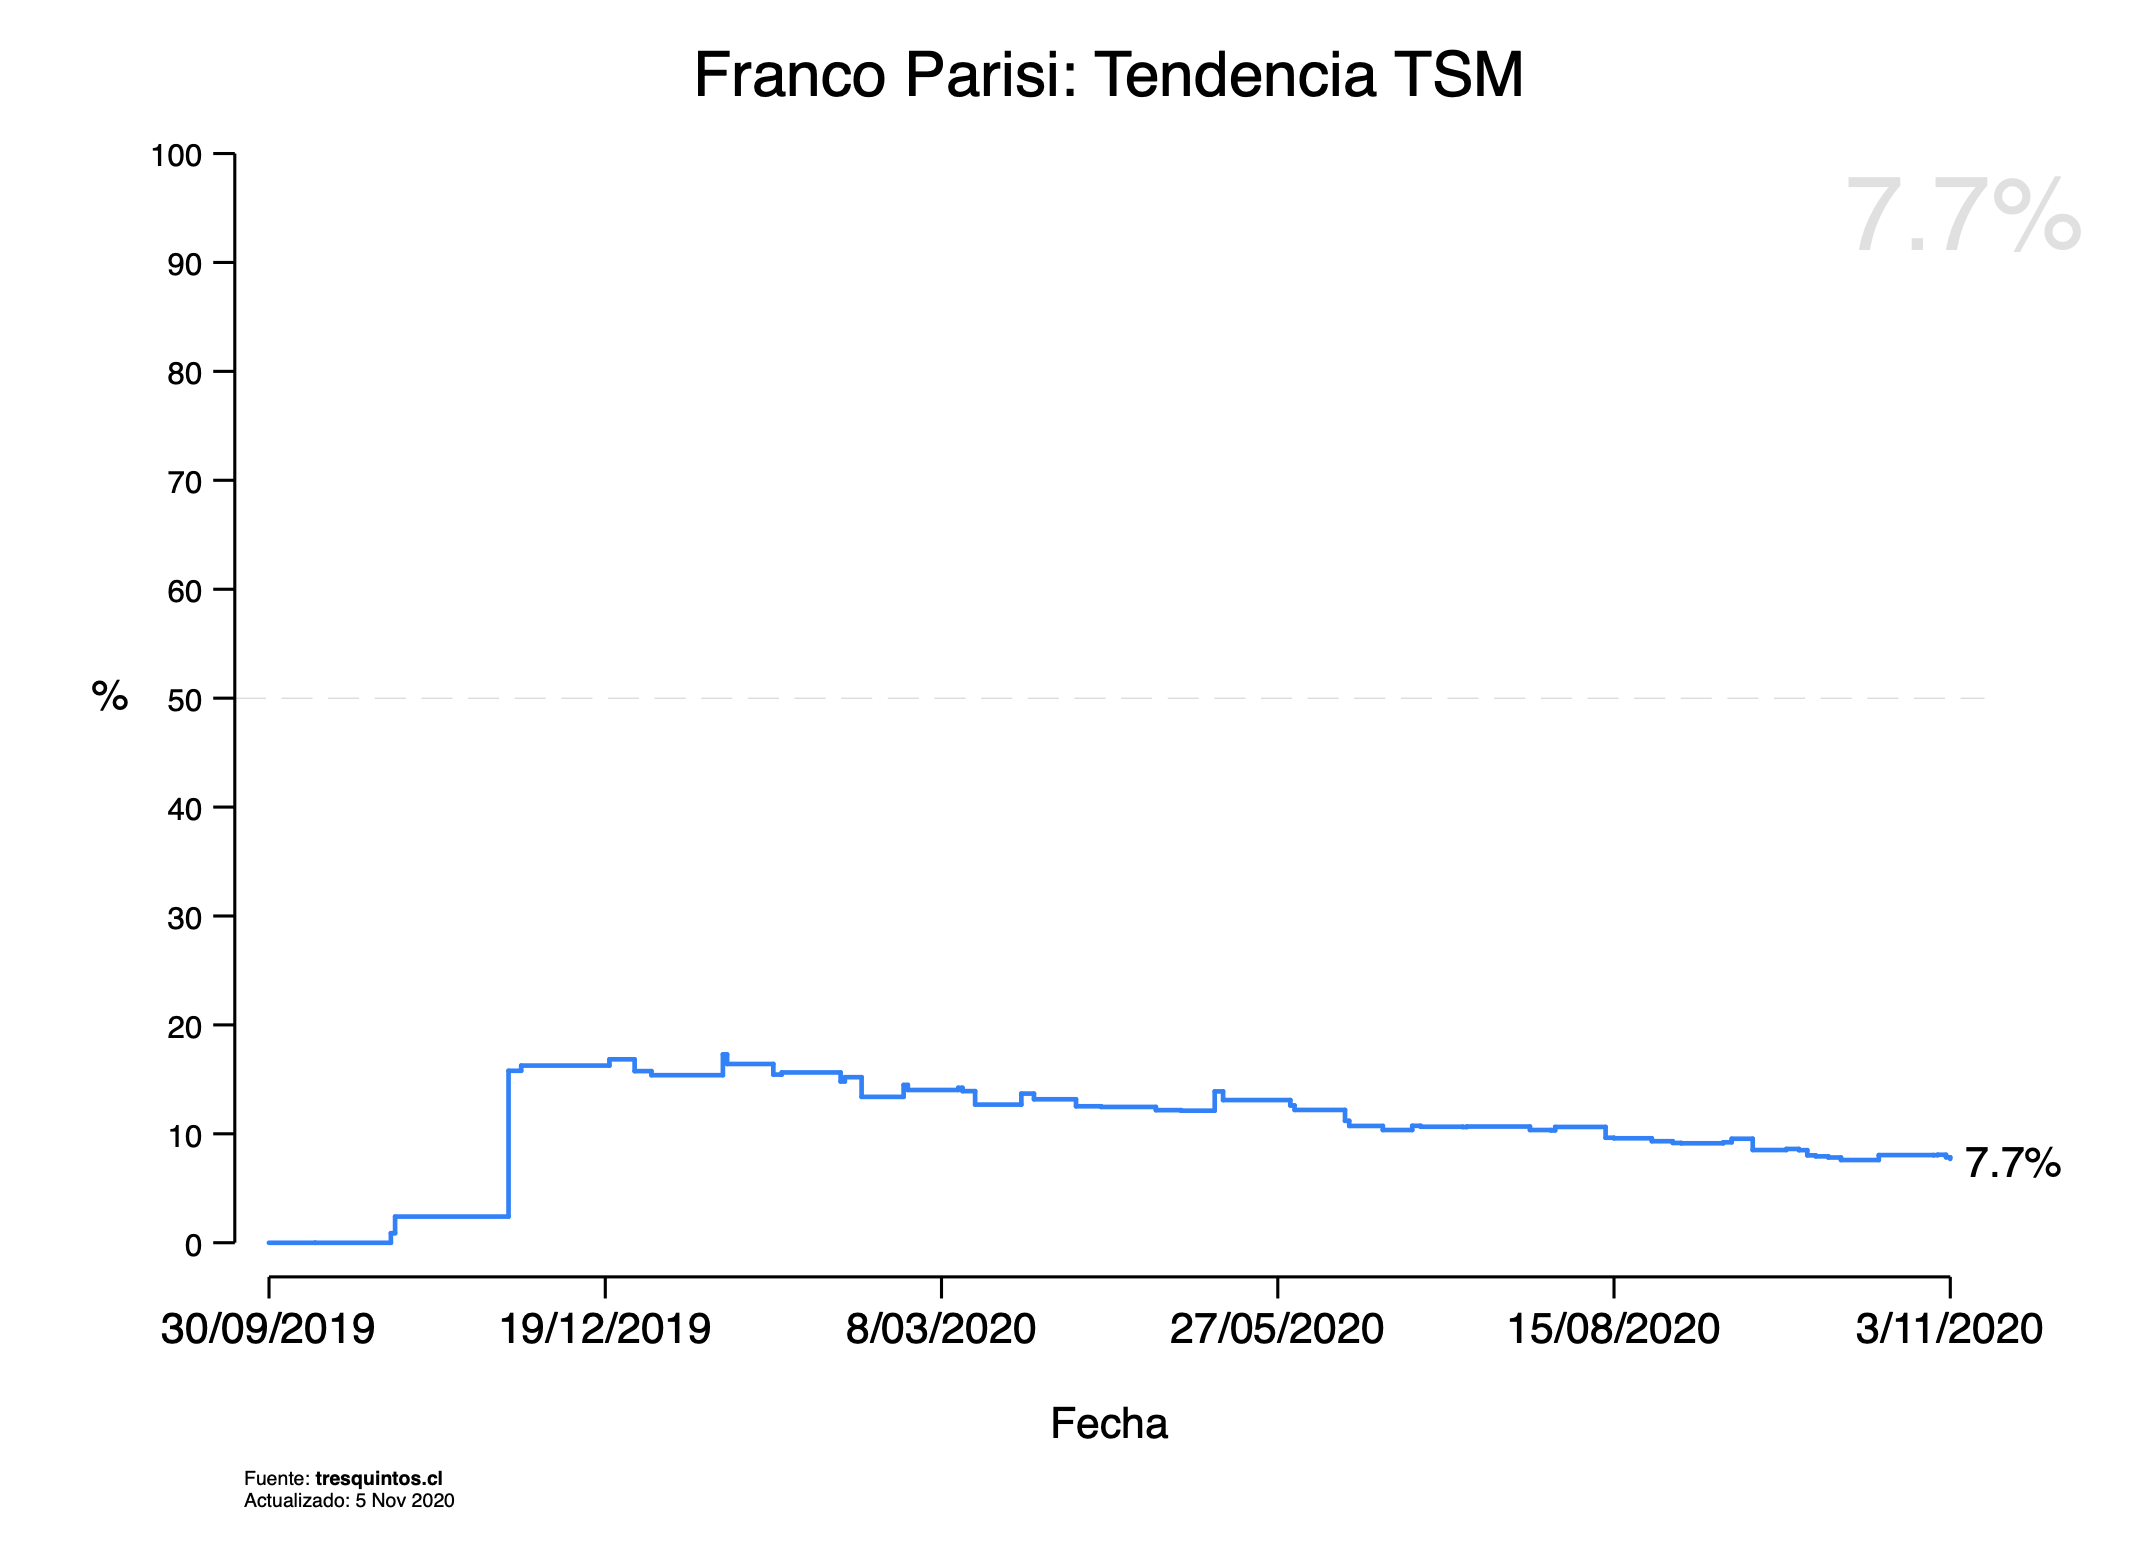 Franco Parisi: Tendencia TSM
7.7%
100
90
80
70
60
50
40
30
20
10
0
%
7.7%
30/09/2019 19/12/2019 8/03/2020 27/05/2020 15/08/2020 3/11/2020
Fecha
Fuente: tresquintos.cl
Actualizado: 5 Nov 2020